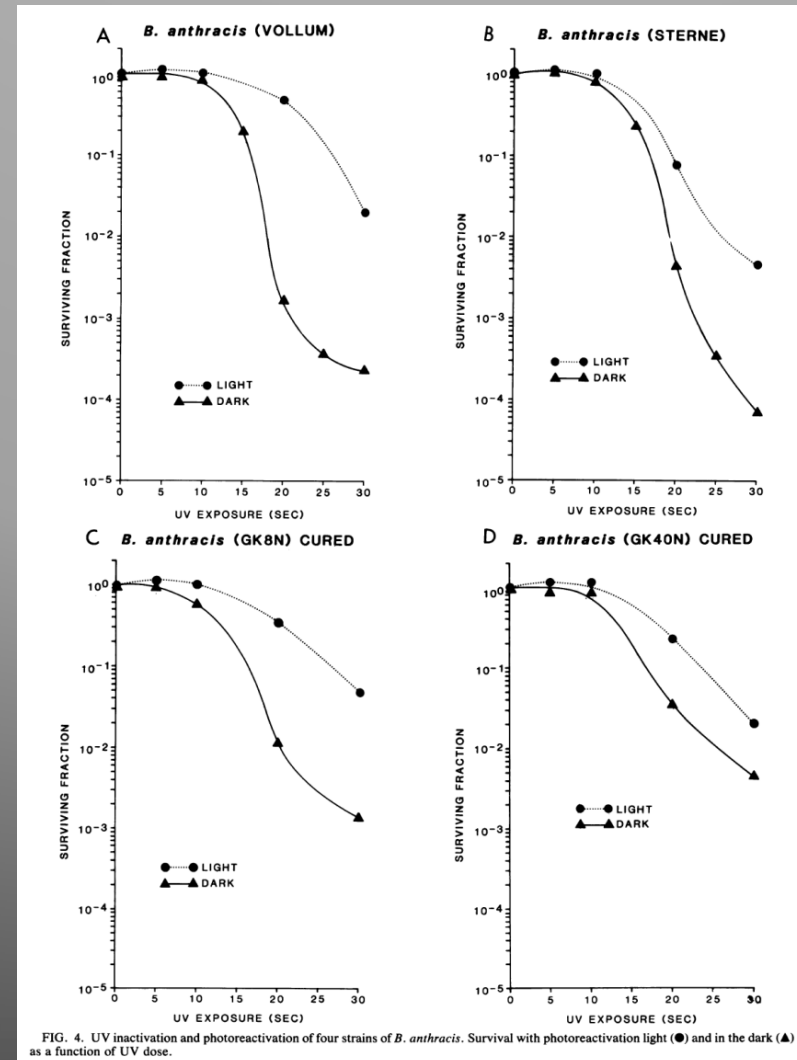 A B. anthracis (VOLLUM)
10⁰
10⁻¹
10⁻²
10⁻³
10⁻⁴
10⁻⁵
SURVIVING FRACTION
LIGHT
DARK
0 5 10 15 20 25 30
UV EXPOSURE (SEC)
B B. anthracis (STERNE)
10⁰
10⁻¹
10⁻²
10⁻³
10⁻⁴
10⁻⁵
SURVIVING FRACTION
LIGHT
DARK
0 5 10 15 20 25 30
UV EXPOSURE (SEC)
C B. anthracis (GK8N) CURED
10⁰
10⁻¹
10⁻²
10⁻³
10⁻⁴
10⁻⁵
SURVIVING FRACTION
LIGHT
DARK
0 5 10 15 20 25 30
UV EXPOSURE (SEC)
D B. anthracis (GK40N) CURED
10⁰
10⁻¹
10⁻²
10⁻³
10⁻⁴
10⁻⁵
SURVIVING FRACTION
LIGHT
DARK
0 5 10 15 20 25 30
UV EXPOSURE (SEC)
FIG. 4. UV inactivation and photoreactivation of four strains of B. anthracis. Survival with photoreactivation light (●) and in the dark (▲)
as a function of UV dose.